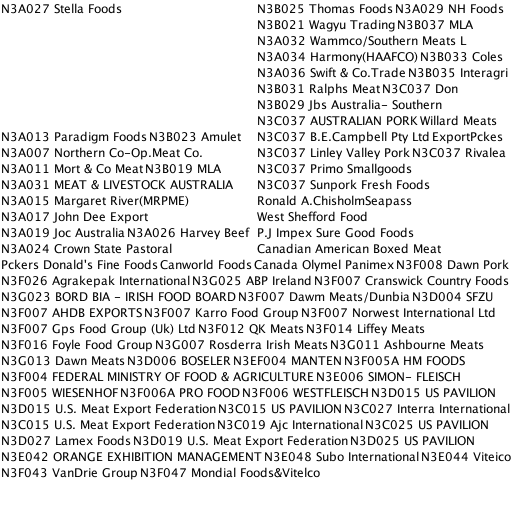 N3A027 Stella Foods N3B025 Thomas Foods N3A029 NH Foods
N3B021 Wagyu Trading N3B037 MLA
N3A032 Wammco/Southern Meats L
N3A034 Harmony(HAAFCO) N3B033 Coles
N3A036 Swift & Co.Trade N3B035 Interagri
N3B031 Ralphs Meat N3C037 Don
N3B029 Jbs Australia- Southern
N3C037 AUSTRALIAN PORK Willard Meats
N3A013 Paradigm Foods N3B023 Amulet N3C037 B.E.Campbell Pty Ltd ExportPckes
N3A007 Northern Co-Op.Meat Co. N3C037 Linley Valley Pork N3C037 Rivalea
N3A011 Mort & Co Meat N3B019 MLA N3C037 Primo Smallgoods
N3A031 MEAT & LIVESTOCK AUSTRALIA N3C037 Sunpork Fresh Foods
N3A015 Margaret River(MRPME) Ronald A.ChisholmSeapass
N3A017 John Dee Export West Shefford Food
N3A019 Joc Australia N3A026 Harvey Beef P.J Impex Sure Good Foods
N3A024 Crown State Pastoral Canadian American Boxed Meat
Pckers Donald's Fine Foods Canworld Foods Canada Olymel Panimex N3F008 Dawn Pork
N3F026 Agrakepak International N3G025 ABP Ireland N3F007 Cranswick Country Foods
N3G023 BORD BIA - IRISH FOOD BOARD N3F007 Dawm Meats/Dunbia N3D004 SFZU
N3F007 AHDB EXPORTS N3F007 Karro Food Group N3F007 Norwest International Ltd
N3F007 Gps Food Group (Uk) Ltd N3F012 QK Meats N3F014 Liffey Meats
N3F016 Foyle Food Group N3G007 Rosderra Irish Meats N3G011 Ashbourne Meats
N3G013 Dawn Meats N3D006 BOSELER N3EF004 MANTEN N3F005A HM FOODS
N3F004 FEDERAL MINISTRY OF FOOD & AGRICULTURE N3E006 SIMON- FLEISCH
N3F005 WIESENHOF N3F006A PRO FOOD N3F006 WESTFLEISCH N3D015 US PAVILION
N3D015 U.S. Meat Export Federation N3C015 US PAVILION N3C027 Interra International
N3C015 U.S. Meat Export Federation N3C019 Ajc International N3C025 US PAVILION
N3D027 Lamex Foods N3D019 U.S. Meat Export Federation N3D025 US PAVILION
N3E042 ORANGE EXHIBITION MANAGEMENT N3E048 Subo International N3E044 Viteico
N3F043 VanDrie Group N3F047 Mondial Foods&Vitelco